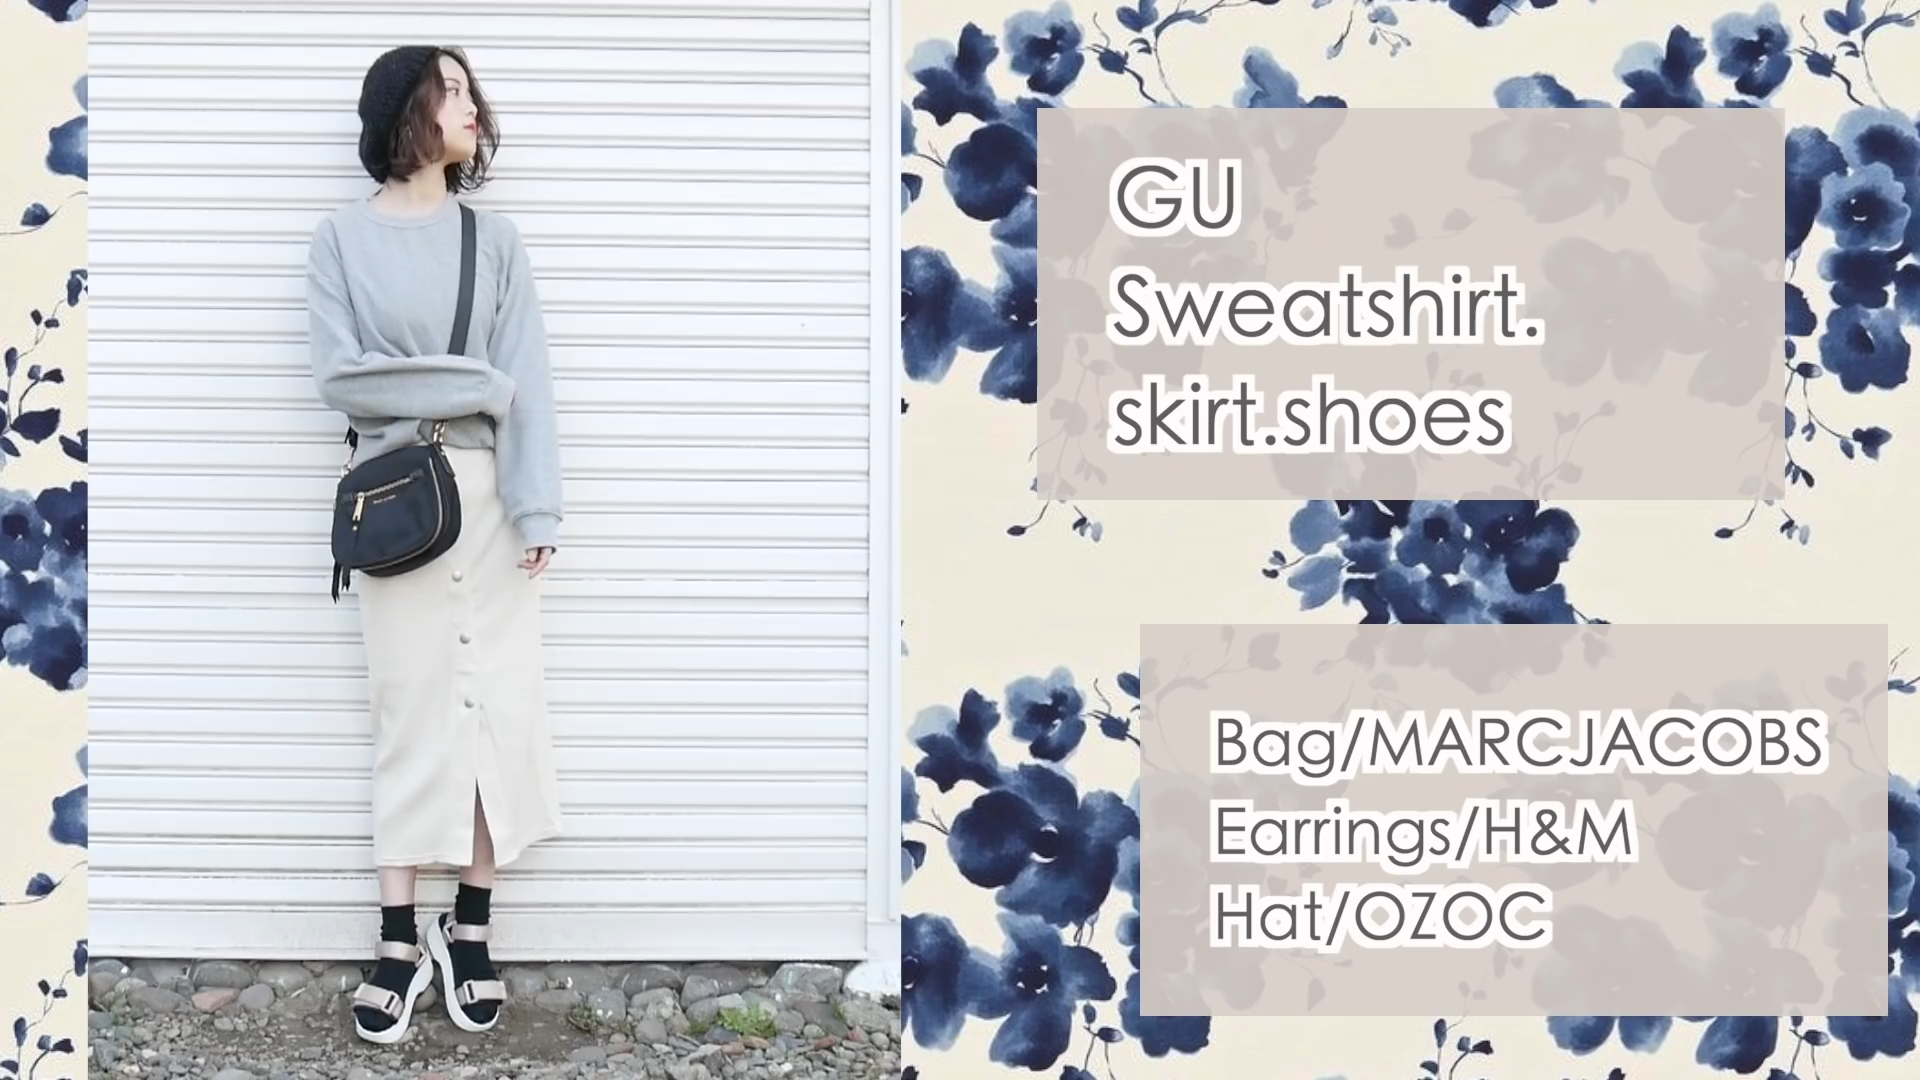 GU
Sweatshirt.
skirt.shoes
Bag/MARCJACOBS
Earrings/H&M
Hat/OZOC